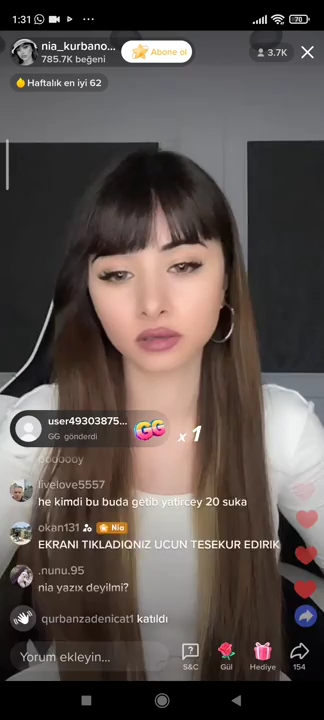 1:31
70
nia_kurbano...
785.7K beğeni
Abone ol
3.7K
Haftalık en iyi 62
user49303875...
GG gönderdi
GG
x 1
livelove5557
he kimdi bu buda getib yatircey 20 suka
okan131 Nia
EKRANI TIKLADIQNIZ UCUN TESEKUR EDIRIK
.nunu.95
nia yazıx deyilmi?
qurbanzadenicat1 katıldı
Yorum ekleyin...
S&C
Gül
Hediye
154